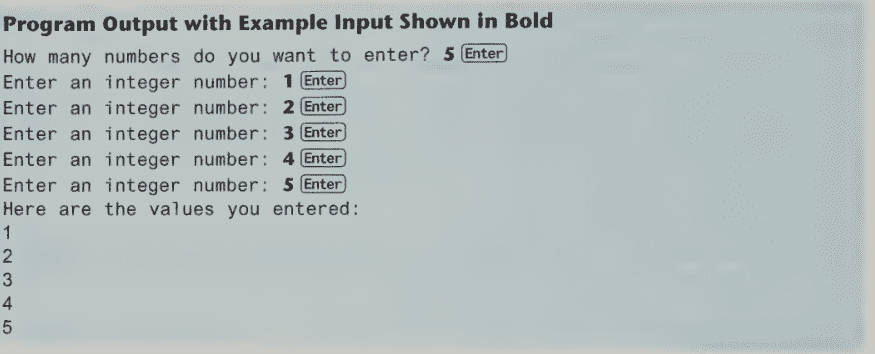 Program Output with Example Input Shown in Bold
How many numbers do you want to enter? 5 Enter
Enter an integer number: 1 Enter
Enter an integer number: 2 Enter
Enter an integer number: 3 Enter
Enter an integer number: 4 Enter
Enter an integer number: 5 Enter
Here are the values you entered:
1
2
3
4
5